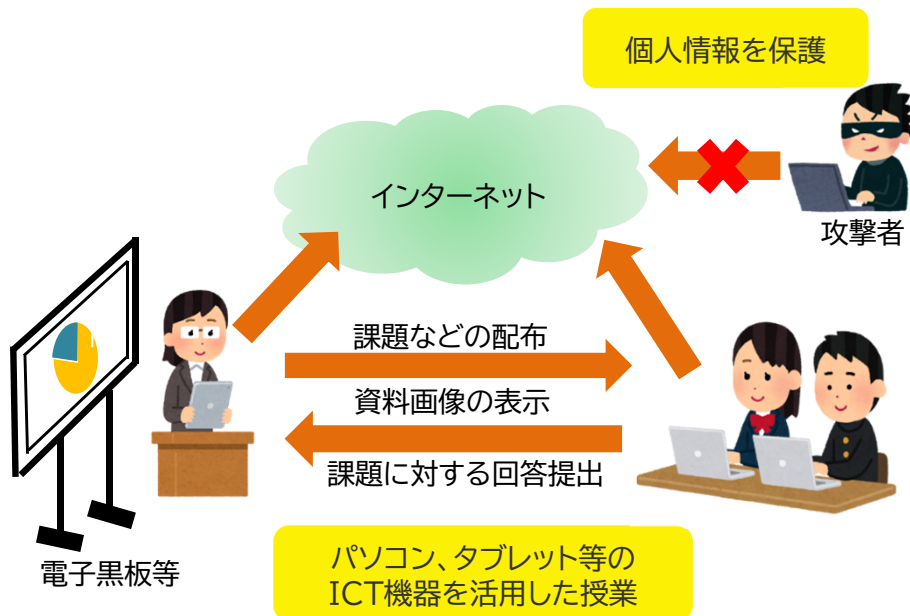 個人情報を保護
インターネット
攻撃者
課題などの配布
資料画像の表示
課題に対する回答提出
電子黒板等
パソコン、タブレット等の
ICT機器を活用した授業